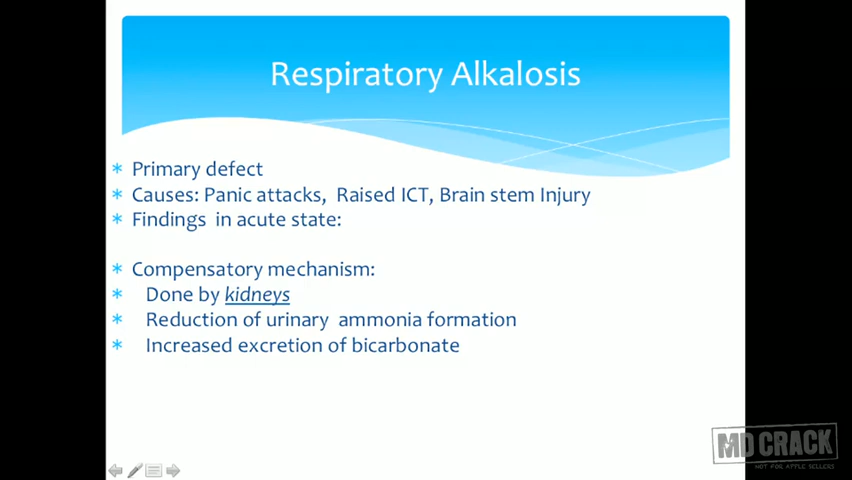 Respiratory Alkalosis
* Primary defect
* Causes: Panic attacks, Raised ICT, Brain stem Injury
* Findings in acute state:
* Compensatory mechanism:
* Done by kidneys
* Reduction of urinary ammonia formation
* Increased excretion of bicarbonate
MD CRACK
NOT FOR APPLE SELLERS